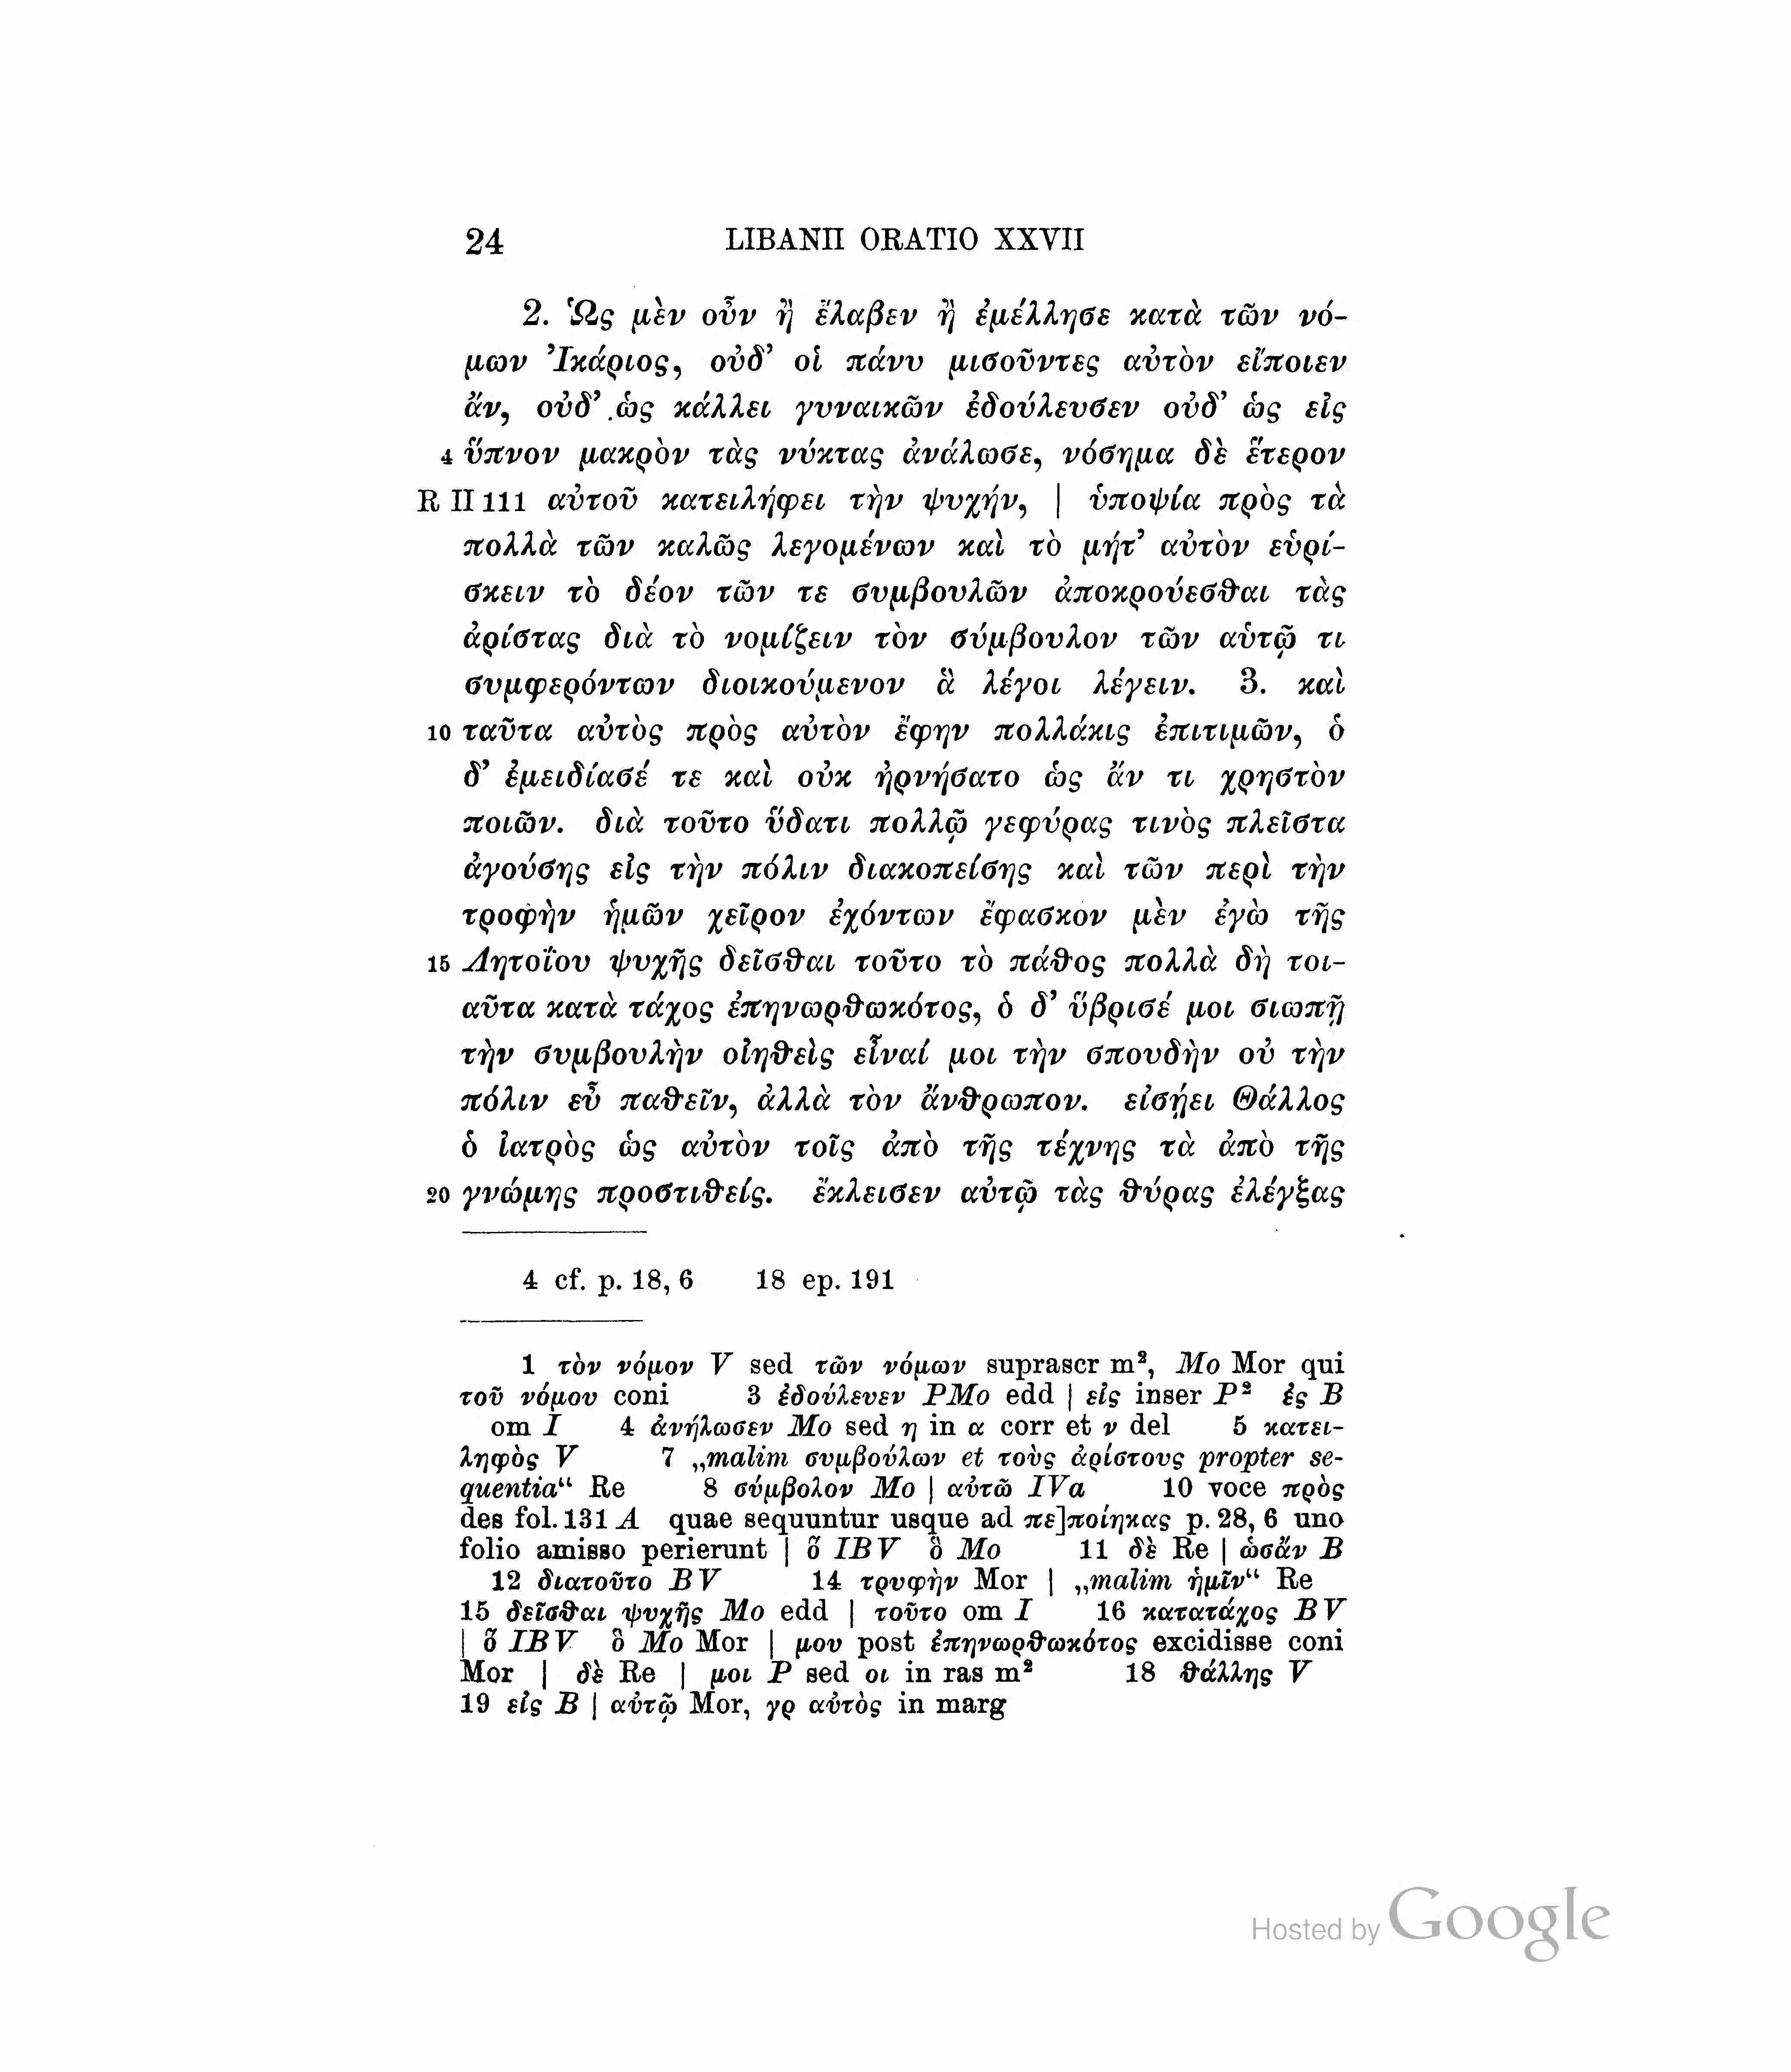 24 LIBANII ORATIO XXVII
2. Ὡς μὲν οὖν ἢ ἔλαβεν ἢ ἐμέλλησε κατὰ τῶν νό-
μων Ἰκάριος, οὐδ’ οἱ πάνυ μισοῦντες αὐτὸν εἴποιεν
ἄν, οὐδ’ ὡς κάλλει γυναικῶν ἐδούλευσεν οὐδ’ ὡς εἰς
4 ὕπνον μακρὸν τὰς νύκτας ἀνάλωσε, νόσημα δὲ ἕτερον
R II 111 αὐτοῦ κατειλήφει τὴν ψυχήν, | ὑποψία πρὸς τὰ
πολλὰ τῶν καλῶς λεγομένων καὶ τὸ μήτ’ αὐτὸν εὑρί-
σκειν τὸ δέον τῶν τε συμβουλῶν ἀποκρούεσθαι τὰς
ἀρίστας διὰ τὸ νομίζειν τὸν σύμβουλον τῶν αὑτῷ τι
συμφερόντων διοικούμενον ἃ λέγοι λέγειν. 3. καὶ
10 ταῦτα αὐτὸς πρὸς αὐτὸν ἔφην πολλάκις ἐπιτιμῶν, ὁ
δ’ ἐμειδίασέ τε καὶ οὐκ ἠρνήσατο ὡς ἄν τι χρηστὸν
ποιῶν. διὰ τοῦτο ὕδατι πολλῷ γεφύρας τινὸς πλεῖστα
ἀγούσης εἰς τὴν πόλιν διακοπείσης καὶ τῶν περὶ τὴν
τροφὴν ἡμῶν χεῖρον ἐχόντων ἔφασκον μὲν ἐγὼ τῆς
15 Λητοΐου ψυχῆς δεῖσθαι τοῦτο τὸ πάθος πολλὰ δὴ τοι-
αῦτα κατὰ τάχος ἐπηνωρθωκότος, ὁ δ’ ὕβρισέ μοι σιωπῇ
τὴν συμβουλὴν οἰηθεὶς εἶναί μοι τὴν σπουδὴν οὐ τὴν
πόλιν εὖ παθεῖν, ἀλλὰ τὸν ἄνθρωπον. εἰσῄει Θάλλος
ὁ ἰατρὸς ὡς αὐτὸν τοῖς ἀπὸ τῆς τέχνης τὰ ἀπὸ τῆς
20 γνώμης προστιθείς. ἔκλεισεν αὐτῷ τὰς θύρας ἐλέγξας
4 cf. p. 18, 6 18 ep. 191
1 τὸν νόμον V sed τῶν νόμων suprascr m², Mo Mor qui
τοῦ νόμου coni 3 ἐδούλευεν PMo edd | εἰς inser P² ἐς B
om I 4 ἀνήλωσεν Mo sed η in α corr et ν del 5 κατει-
ληφὸς V 7 „malim συμβούλων et τοὺς ἀρίστους propter se-
quentia“ Re 8 σύμβολον Mo | αὐτῶ IVa 10 voce πρὸς
des fol. 131 A quae sequuntur usque ad πε]ποίηκας p. 28, 6 uno
folio amisso perierunt | ὅ IBV ὃ Mo 11 δὲ Re | ὡσἄν B
12 διατοῦτο BV 14 τρυφὴν Mor | „malim ἡμῖν“ Re
15 δεῖσθαι ψυχῆς Mo edd | τοῦτο om I 16 κατατάχος BV
| ὅ IBV ὃ Mo Mor | μου post ἐπηνωρθωκότος excidisse coni
Mor | δὲ Re | μοι P sed οι in ras m² 18 θάλλης V
19 εἰς B | αὐτῷ Mor, γρ αὐτὸς in marg
Hosted by Google